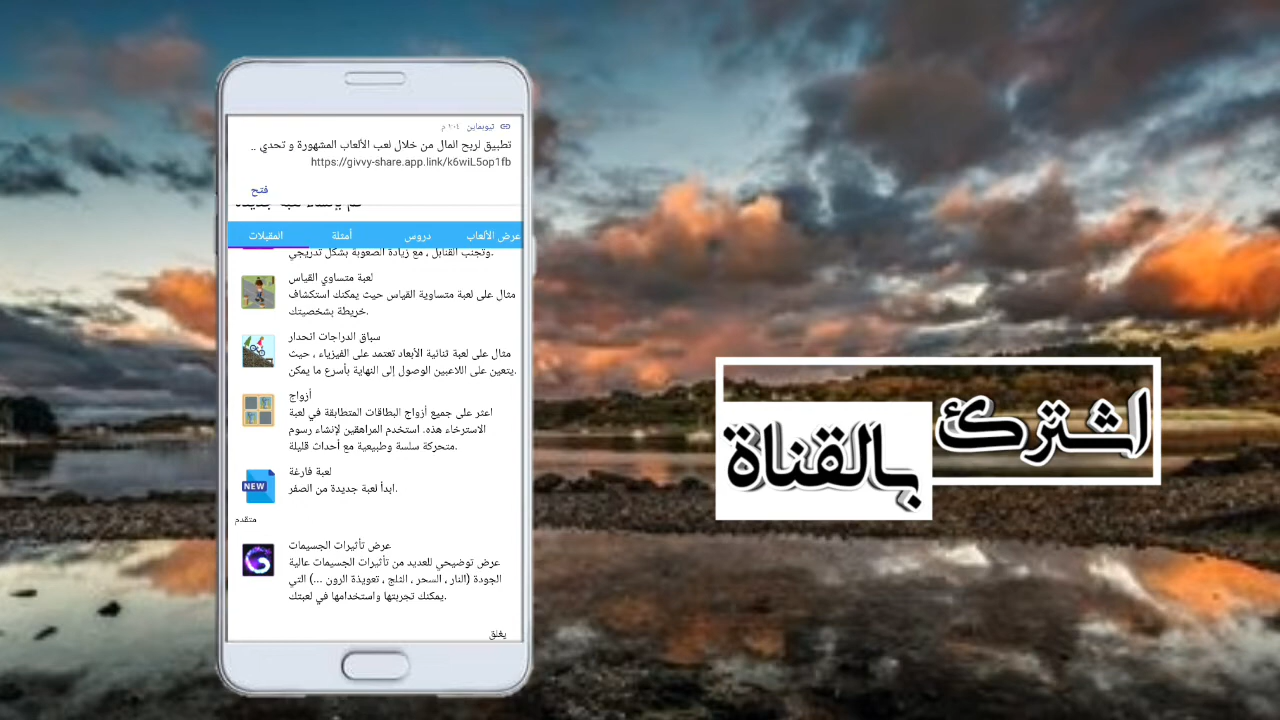 تيوبماين ٢:٠٤ م
تطبيق لربح المال من خلال لعب الألعاب المشهورة و تحدي ..
https://givvy-share.app.link/k6wiL5op1fb
فتح
عرض الألعاب دروس أمثلة المقبلات
وتجنب القنابل ، مع زيادة الصعوبة بشكل تدريجي.
لعبة متساوي القياس
مثال على لعبة متساوية القياس حيث يمكنك استكشاف
خريطة بشخصيتك.
سباق الدراجات انحدار
مثال على لعبة ثنائية الأبعاد تعتمد على الفيزياء ، حيث
يتعين على اللاعبين الوصول إلى النهاية بأسرع ما يمكن.
أزواج
اعثر على جميع أزواج البطاقات المتطابقة في لعبة
الاسترخاء هذه. استخدم المراهقين لإنشاء رسوم
متحركة سلسة وطبيعية مع أحداث قليلة.
لعبة فارغة
NEW
ابدأ لعبة جديدة من الصفر.
متقدم
عرض تأثيرات الجسيمات
عرض توضيحي للعديد من تأثيرات الجسيمات عالية
الجودة (النار ، السحر ، الثلج ، تعويذة الرون ...) التي
يمكنك تجربتها واستخدامها في لعبتك.
يغلق
اشترك
بالقناة